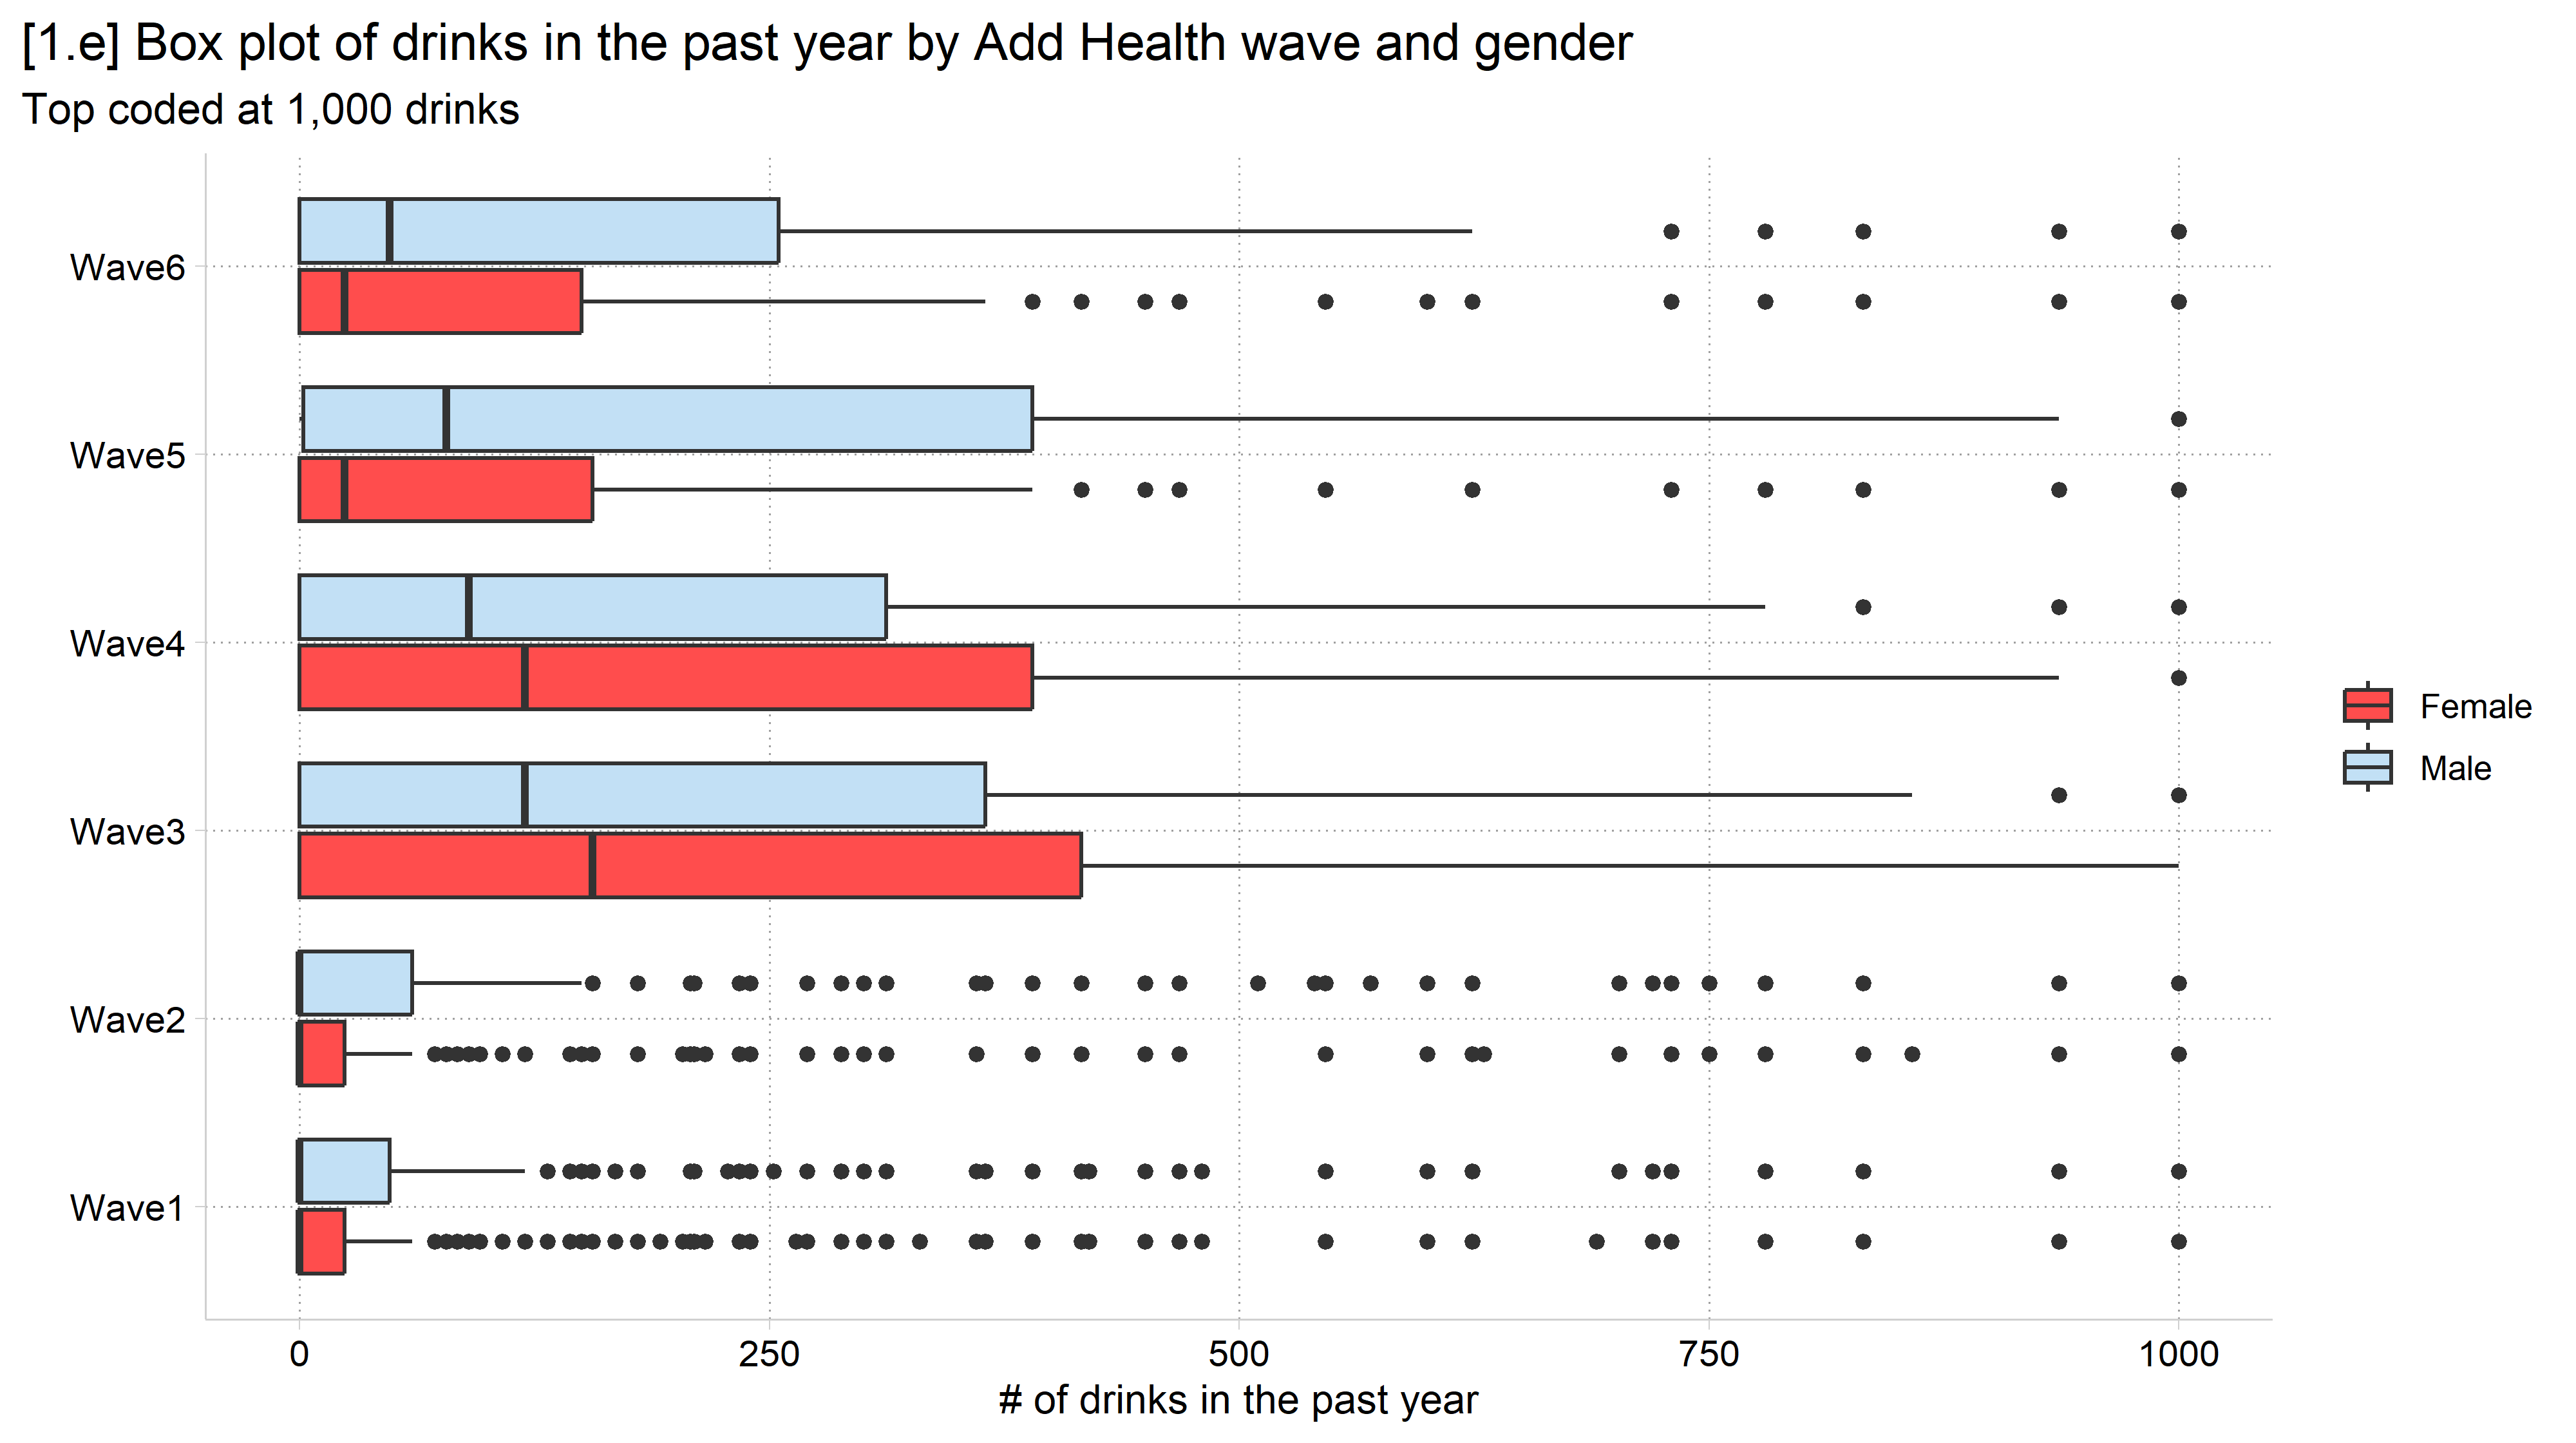 [1.e] Box plot of drinks in the past year by Add Health wave and gender
Top coded at 1,000 drinks
Wave6
Wave5
Wave4
Wave3
Wave2
Wave1
Female
Male
0 250 500 750 1000
# of drinks in the past year